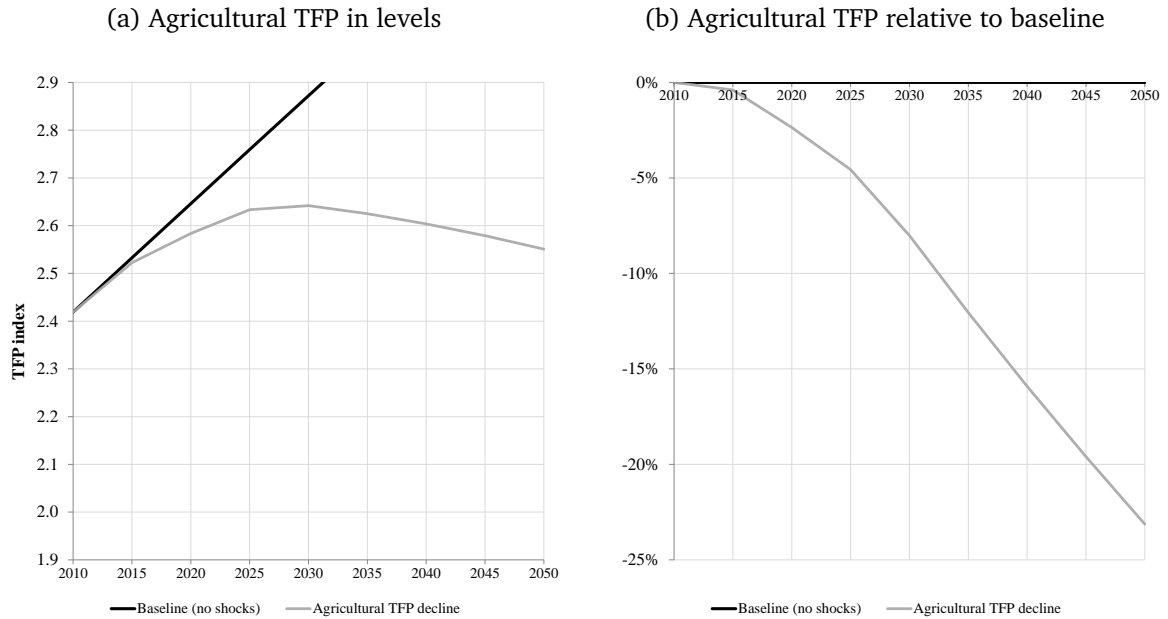 (a) Agricultural TFP in levels
2.9
2.8
2.7
2.6
2.5
2.4
2.3
2.2
2.1
2.0
1.9
TFP index
2010 2015 2020 2025 2030 2035 2040 2045 2050
Baseline (no shocks) Agricultural TFP decline
(b) Agricultural TFP relative to baseline
0%
2010 2015 2020 2025 2030 2035 2040 2045 2050
-5%
-10%
-15%
-20%
-25%
Baseline (no shocks) Agricultural TFP decline